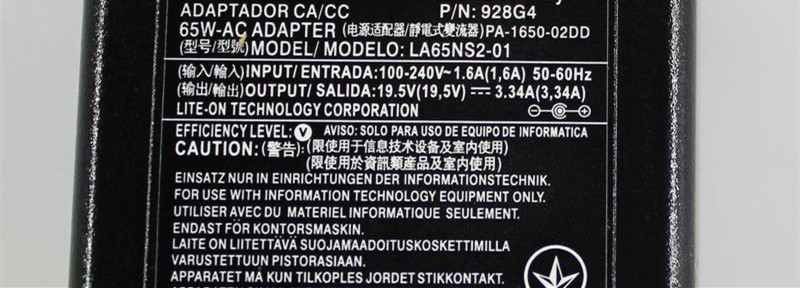 ADAPTADOR CA/CC P/N: 928G4
65W-AC ADAPTER (电源适配器/靜電式變流器) PA-1650-02DD
(型号/型號) MODEL/ MODELO: LA65NS2-01
(输入/輸入) INPUT/ ENTRADA:100-240V~ 1.6A(1,6A) 50-60Hz
(输出/輸出) OUTPUT/ SALIDA: 19.5V(19,5V) ⎓ 3.34A(3,34A)
LITE-ON TECHNOLOGY CORPORATION
EFFICIENCY LEVEL: V AVISO: SOLO PARA USO DE EQUIPO DE INFORMATICA
CAUTION: (警告): (限使用于信息技术设备及室内使用)
(限使用於資訊類產品及室內使用)
EINSATZ NUR IN EINRICHTUNGEN DER INFORMATIONSTECHNIK.
FOR USE WITH INFORMATION TECHNOLOGY EQUIPMENT ONLY.
UTILISER AVEC DU MATERIEL INFORMATIQUE SEULEMENT.
ENDAST FÖR KONTORSMASKIN.
LAITE ON LIITETTÄVÄ SUOJAMAADOITUSKOSKETTIMILLA
VARUSTETTUUN PISTORASIAAN.
APPARATET MÅ KUN TILKOPLES JORDET STIKKONTAKT.